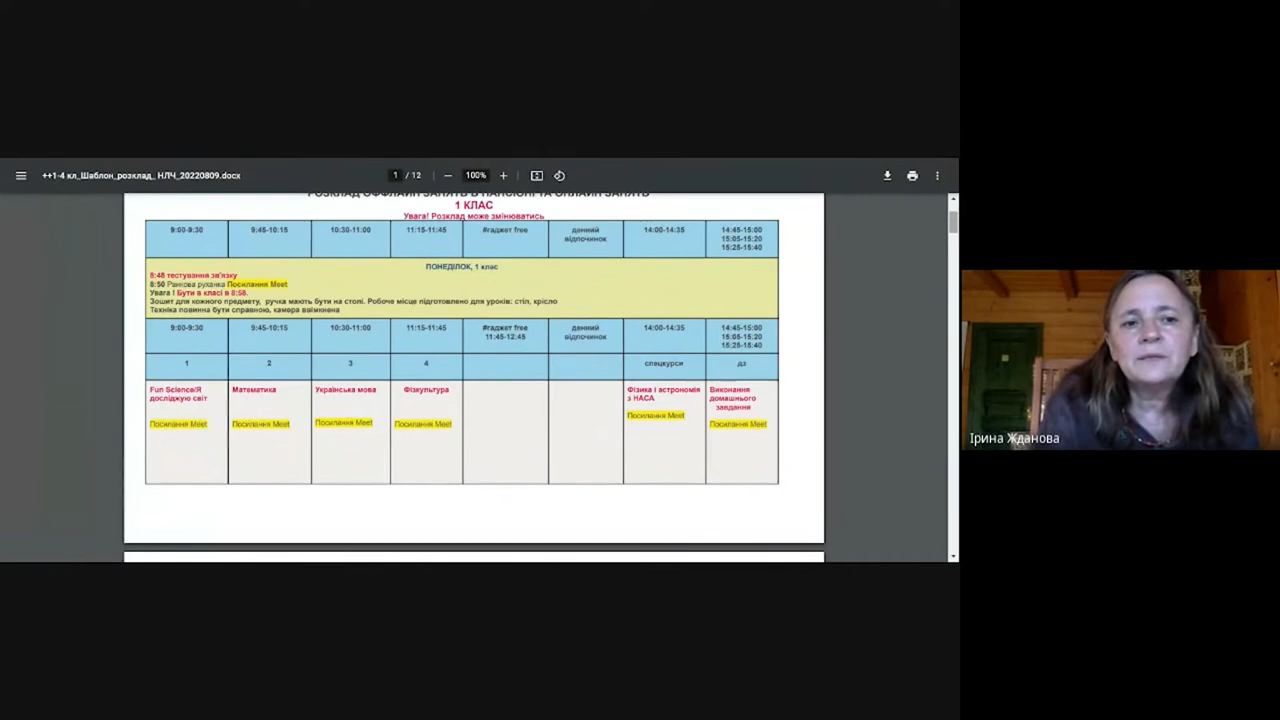 ++1-4 кл_Шаблон_розклад_ НЛЧ_20220809.docx
1 / 12
100%
РОЗКЛАД ОФФЛАЙН ЗАНЯТЬ В ПАНСІОНІ ТА ОНЛАЙН ЗАНЯТЬ
1 КЛАС
Увага! Розклад може змінюватись
9:00-9:30 9:45-10:15 10:30-11:00 11:15-11:45 #гаджет free денний 14:00-14:35 14:45-15:00
відпочинок 15:05-15:20
15:25-15:40
ПОНЕДІЛОК, 1 клас
8:48 тестування зв'язку
8:50 Ранкова руханка Посилання Meet
Увага ! Бути в класі в 8:58.
Зошит для кожного предмету, ручка мають бути на столі. Робоче місце підготовлено для уроків: стіл, крісло
Техніка повинна бути справною, камера ввімкнена
9:00-9:30 9:45-10:15 10:30-11:00 11:15-11:45 #гаджет free денний 14:00-14:35 14:45-15:00
11:45-12:45 відпочинок 15:05-15:20
15:25-15:40
1 2 3 4 спецкурси дз
Fun Science/Я Математика Українська мова Фізкультура Фізика і астрономія Виконання
досліджую світ з НАСА домашнього
завдання
Посилання Meet Посилання Meet Посилання Meet Посилання Meet Посилання Meet Посилання Meet
Ірина Жданова